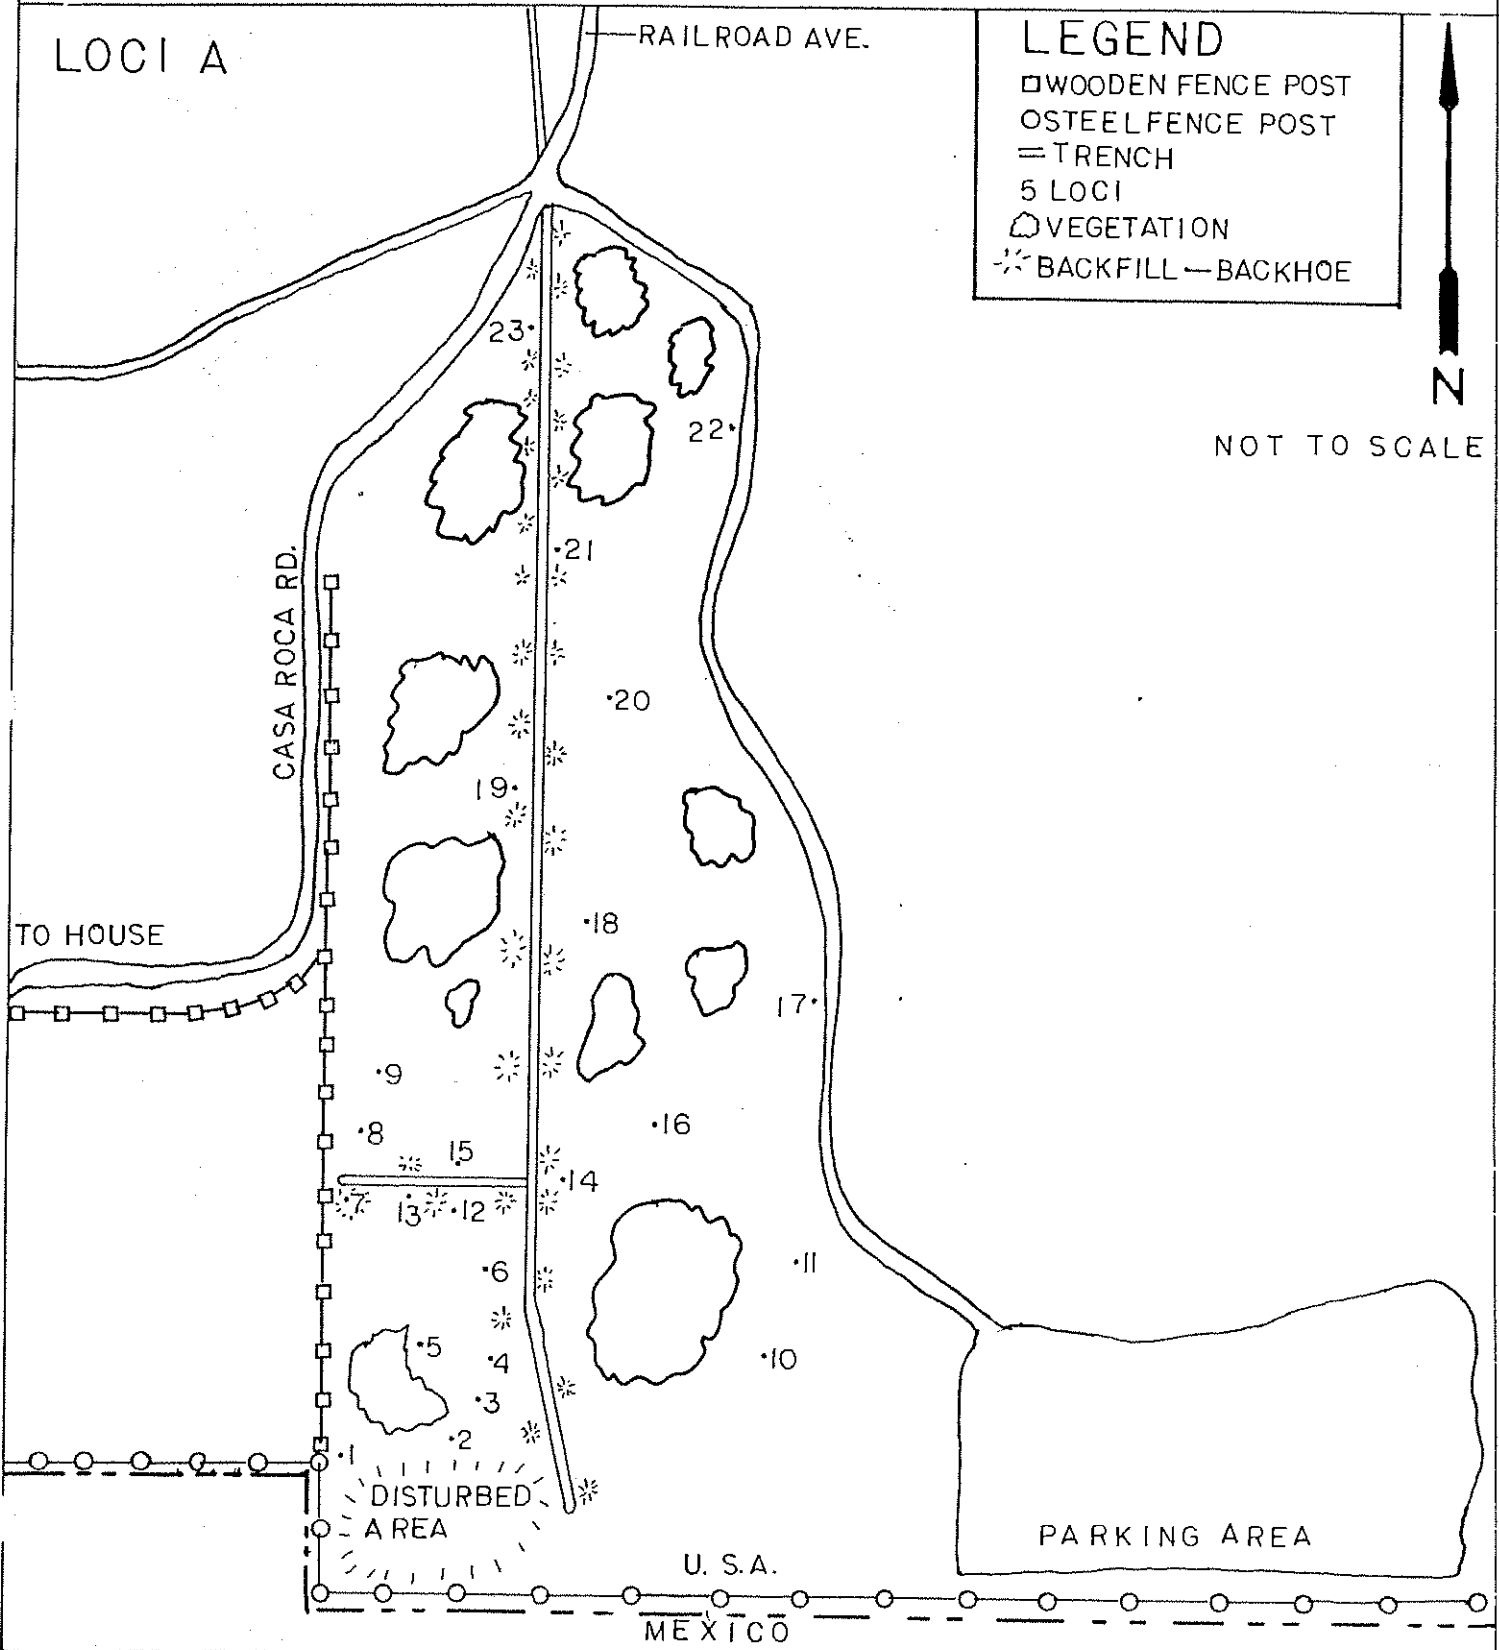 LOCI A
RAILROAD AVE.
LEGEND
WOODEN FENCE POST
STEEL FENCE POST
TRENCH
5 LOCI
VEGETATION
BACKFILL — BACKHOE
N
NOT TO SCALE
23
22
21
CASA ROCA RD.
20
19
18
TO HOUSE
17
9
16
8
15
14
7
13
12
6
11
5
4
10
3
2
1
DISTURBED
AREA
PARKING AREA
U. S. A.
MEXICO